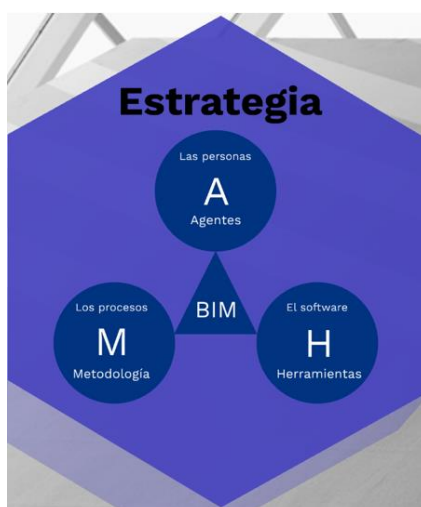 Estrategia
Las personas
A
Agentes
BIM
Los procesos
M
Metodología
El software
H
Herramientas